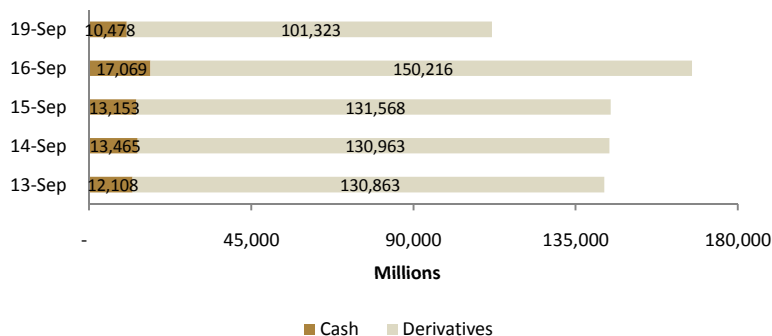 19-Sep 10,478 101,323
16-Sep 17,069 150,216
15-Sep 13,153 131,568
14-Sep 13,465 130,963
13-Sep 12,108 130,863
- 45,000 90,000 135,000 180,000
Millions
Cash Derivatives